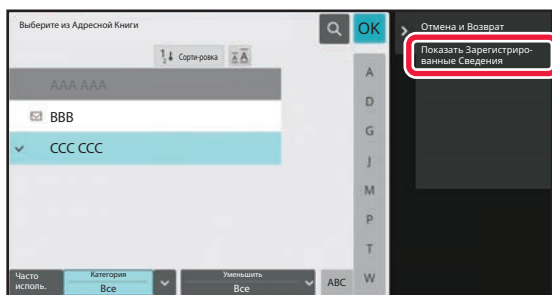 Выберите из Адресной Книги
OK
Отмена и Возврат
Показать Зарегистриро-
ванные Сведения
Сорти-ровка
AAA AAA
BBB
CCC CCC
A
D
G
J
M
P
T
W
Часто
исполь.
Категория
Все
Уменьшить
Все
ABC